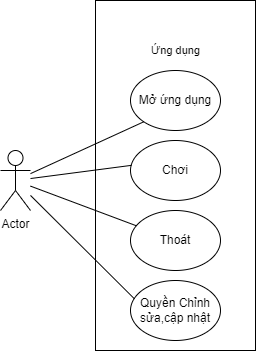 Ứng dụng
Mở ứng dụng
Chơi
Actor
Thoát
Quyền Chỉnh
sửa,cập nhật